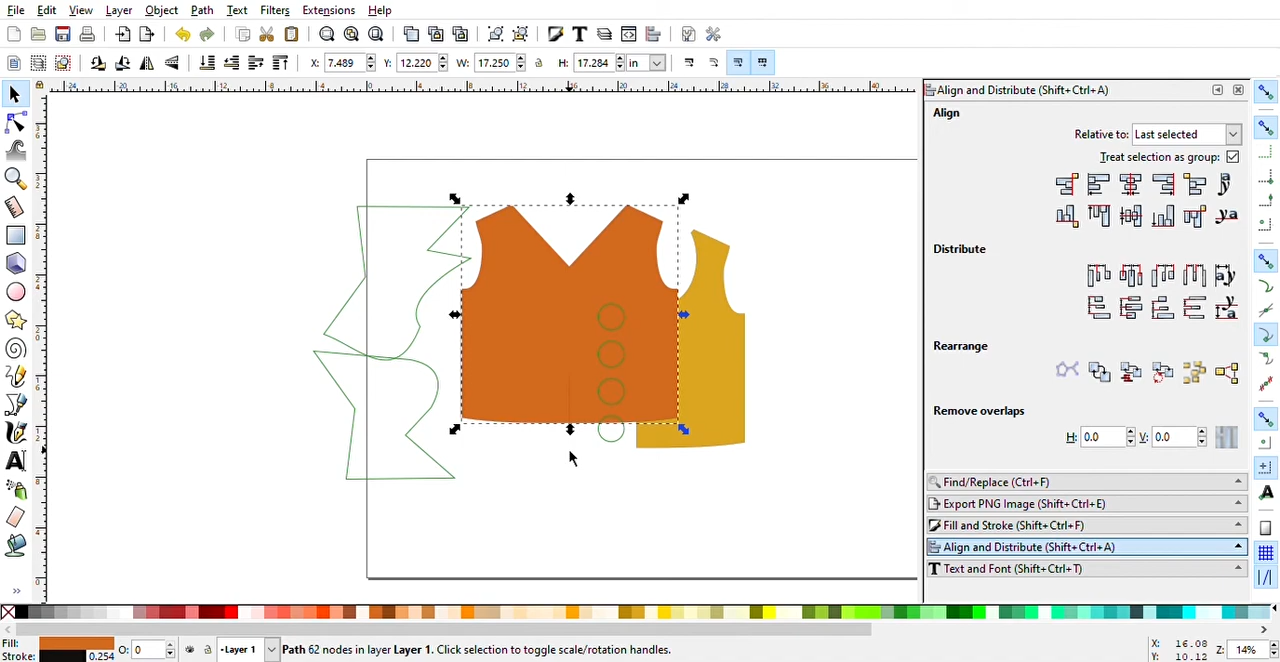 File Edit View Layer Object Path Text Filters Extensions Help
X: 7.489 Y: 12.220 W: 17.250 H: 17.284 in
Align and Distribute (Shift+Ctrl+A)
Align
Relative to: Last selected
Treat selection as group:
Distribute
Rearrange
Remove overlaps
H: 0.0 V: 0.0
Find/Replace (Ctrl+F)
Export PNG Image (Shift+Ctrl+E)
Fill and Stroke (Shift+Ctrl+F)
Align and Distribute (Shift+Ctrl+A)
Text and Font (Shift+Ctrl+T)
Fill: O: 0 Layer 1 Path 62 nodes in layer Layer 1. Click selection to toggle scale/rotation handles. X: 16.08 Z: 14%
Stroke: 0.254 Y: 10.12